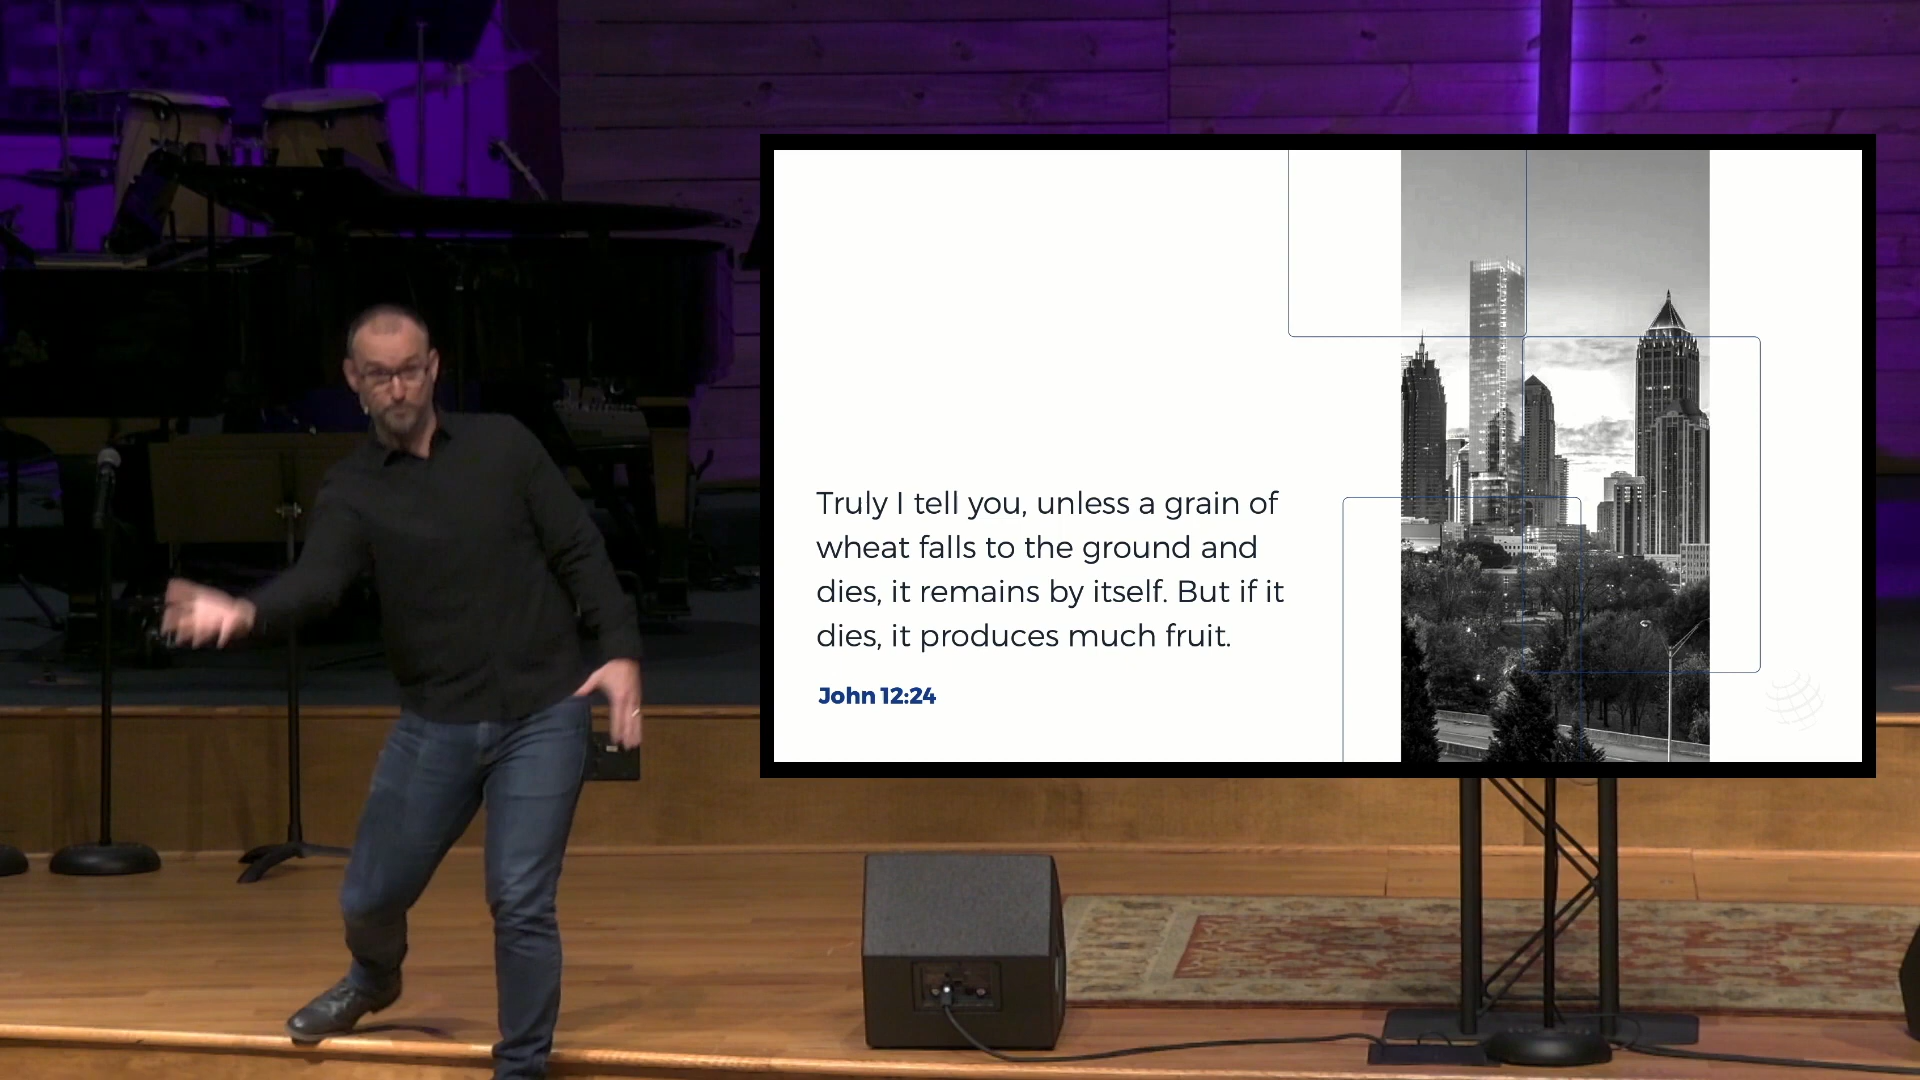 Truly I tell you, unless a grain of
wheat falls to the ground and
dies, it remains by itself. But if it
dies, it produces much fruit.
John 12:24